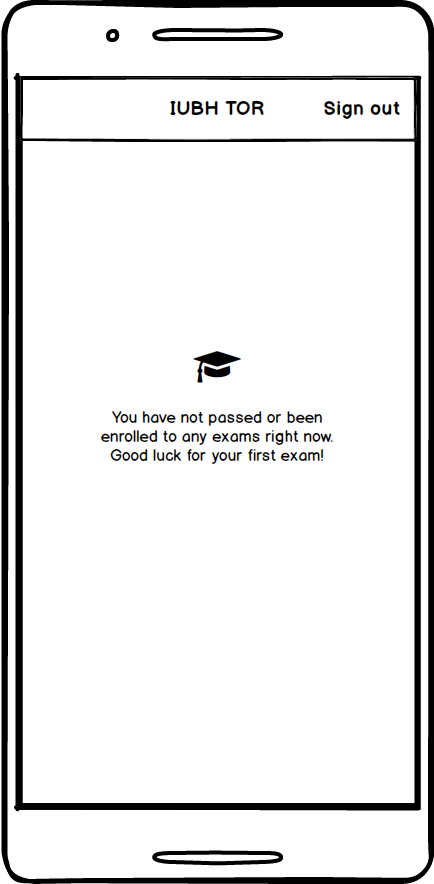 IUBH TOR Sign out
You have not passed or been
enrolled to any exams right now.
Good luck for your first exam!